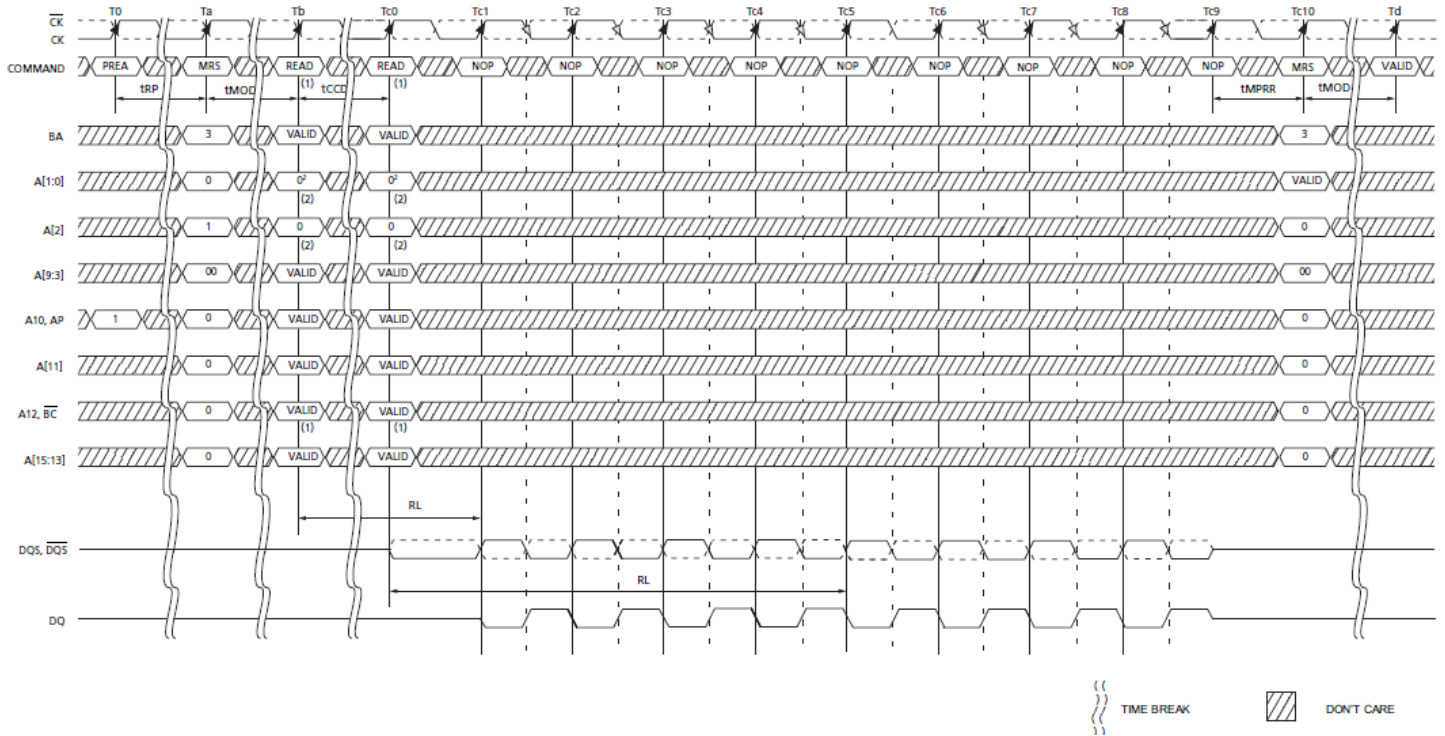 T0 Ta Tb Tc0 Tc1 Tc2 Tc3 Tc4 Tc5 Tc6 Tc7 Tc8 Tc9 Tc10 Td
CK
CK
COMMAND PREA MRS READ READ NOP NOP NOP NOP NOP NOP NOP NOP NOP MRS VALID
(1) (1)
tRP tMOD tCCD tMPRR tMOD
BA 3 VALID VALID 3
A[1:0] 0 0² 0² VALID
(2) (2)
A[2] 1 0 0 0
(2) (2)
A[9:3] 00 VALID VALID 00
A10, AP 1 0 VALID VALID 0
A[11] 0 VALID VALID 0
A12, BC 0 VALID VALID 0
(1) (1)
A[15:13] 0 VALID VALID 0
RL
DQS, DQS
RL
DQ
TIME BREAK DON'T CARE